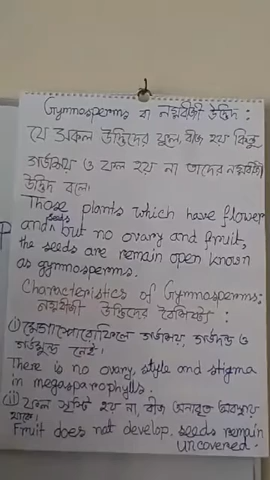 Gymnosperms বা নগ্নবীজী উদ্ভিদ :
যে সকল উদ্ভিদের ফুল, বীজ হয় কিন্তু
গর্ভাশয় ও ফল হয় না তাদের নগ্নবীজী
উদ্ভিদ বলে।
Those plants which have flower
and seeds but no ovary and fruit,
the seeds are remain open known
as gymnosperms.
Characteristics of Gymnosperms:
নগ্নবীজী উদ্ভিদের বৈশিষ্ট্য :
i) মেগাস্পোরোফিলে গর্ভাশয়, গর্ভদন্ড ও
গর্ভমুন্ড নেই।
There is no ovary, style and stigma
in megasparophylls.
ii) ফল সৃষ্টি হয় না, বীজ অনাবৃত অবস্থায়
থাকে।
Fruit does not develop, seeds remain
uncovered.
P